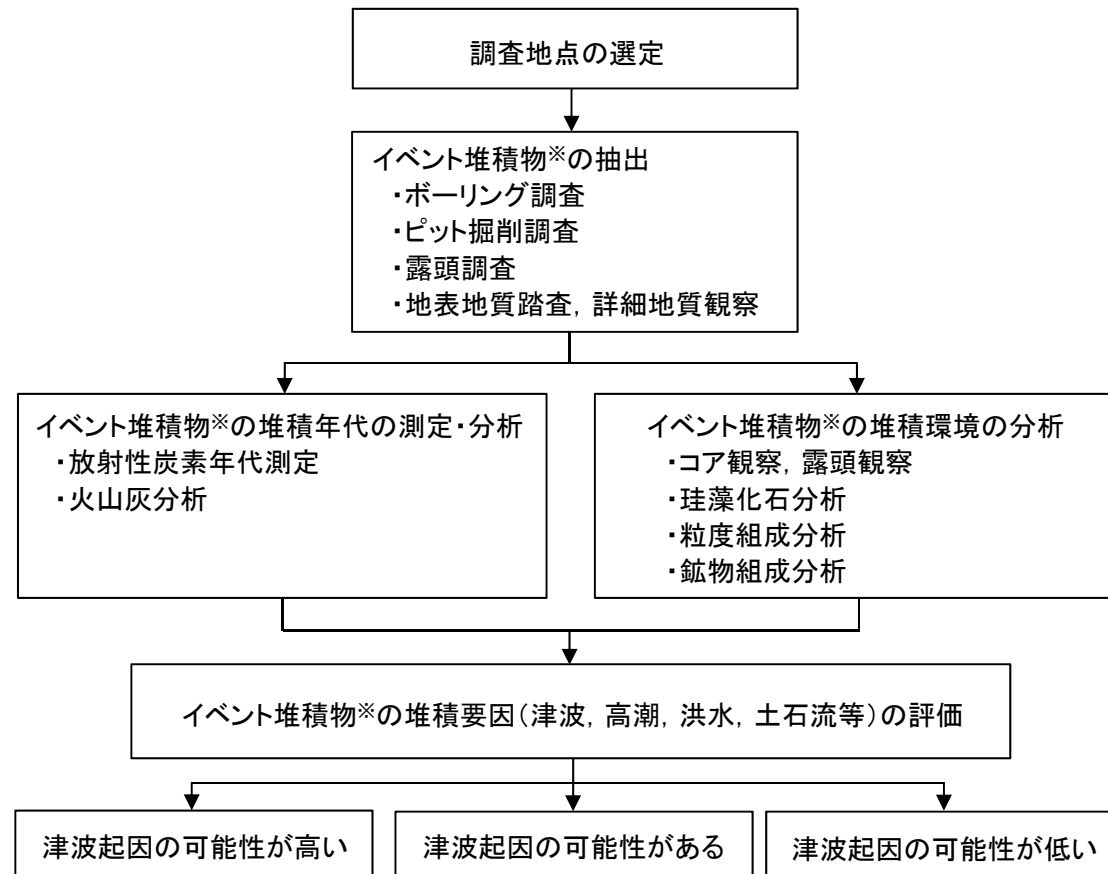 調査地点の選定
イベント堆積物※の抽出
・ボーリング調査
・ピット掘削調査
・露頭調査
・地表地質踏査, 詳細地質観察
イベント堆積物※の堆積年代の測定・分析
・放射性炭素年代測定
・火山灰分析
イベント堆積物※の堆積環境の分析
・コア観察, 露頭観察
・珪藻化石分析
・粒度組成分析
・鉱物組成分析
イベント堆積物※の堆積要因(津波, 高潮, 洪水, 土石流等)の評価
津波起因の可能性が高い
津波起因の可能性がある
津波起因の可能性が低い